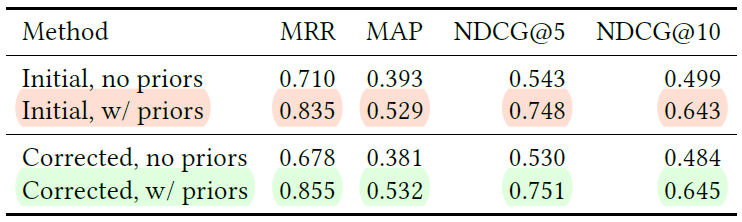 Method MRR MAP NDCG@5 NDCG@10
Initial, no priors 0.710 0.393 0.543 0.499
Initial, w/ priors 0.835 0.529 0.748 0.643
Corrected, no priors 0.678 0.381 0.530 0.484
Corrected, w/ priors 0.855 0.532 0.751 0.645